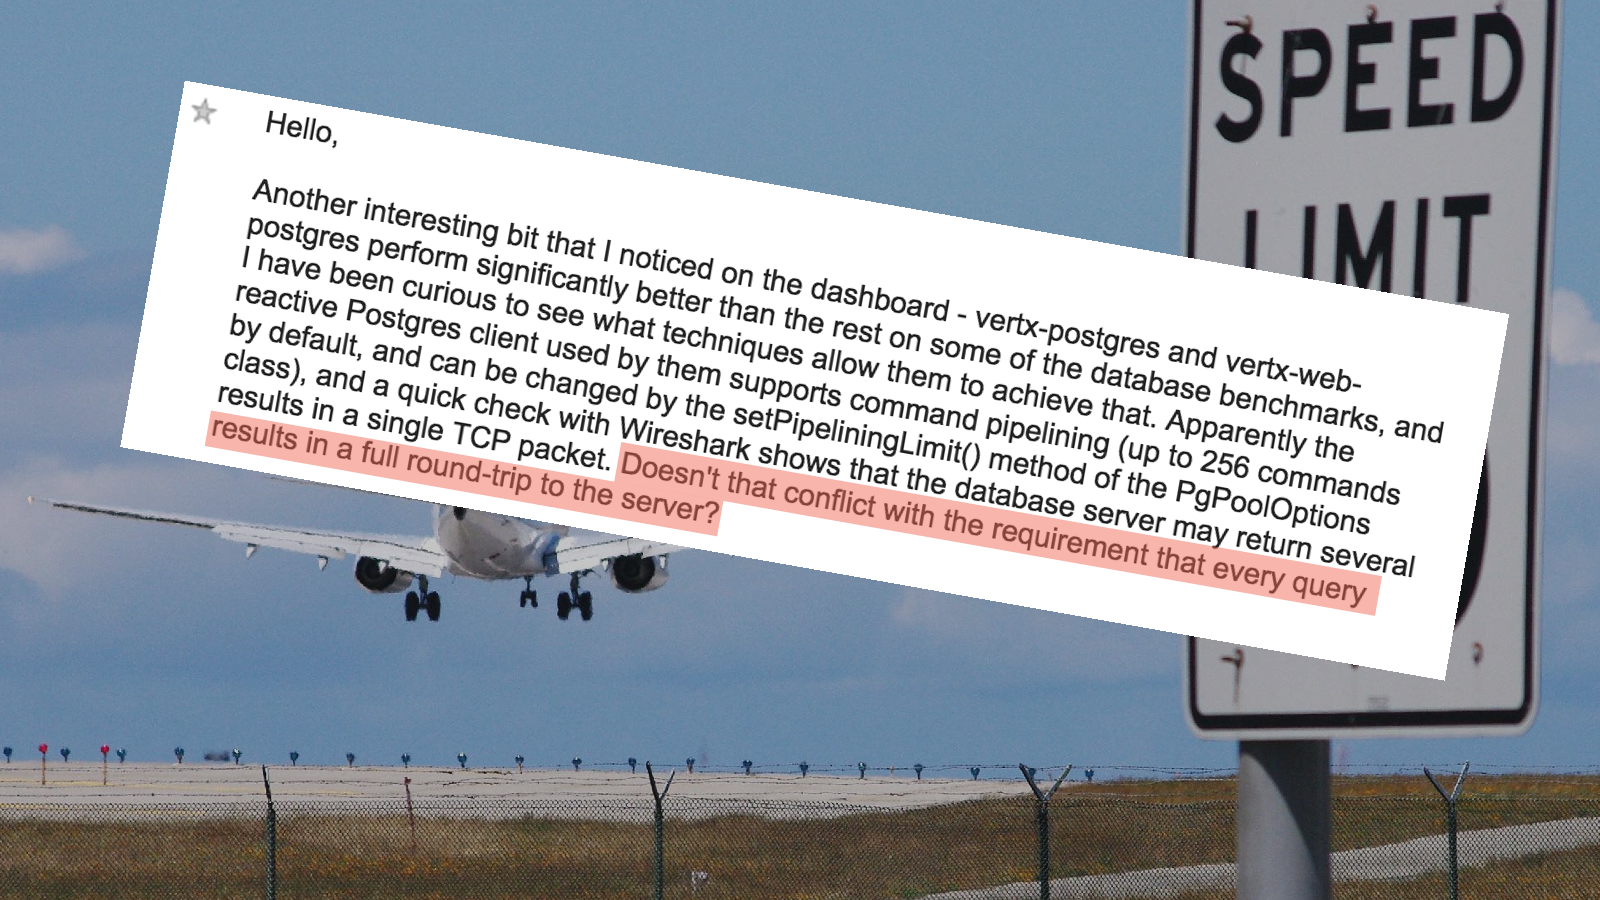 SPEED
LIMIT
Hello,
Another interesting bit that I noticed on the dashboard - vertx-postgres and vertx-web-
postgres perform significantly better than the rest on some of the database benchmarks, and
I have been curious to see what techniques allow them to achieve that. Apparently the
reactive Postgres client used by them supports command pipelining (up to 256 commands
by default, and can be changed by the setPipeliningLimit() method of the PgPoolOptions
class), and a quick check with Wireshark shows that the database server may return several
results in a single TCP packet. Doesn't that conflict with the requirement that every query
results in a full round-trip to the server?